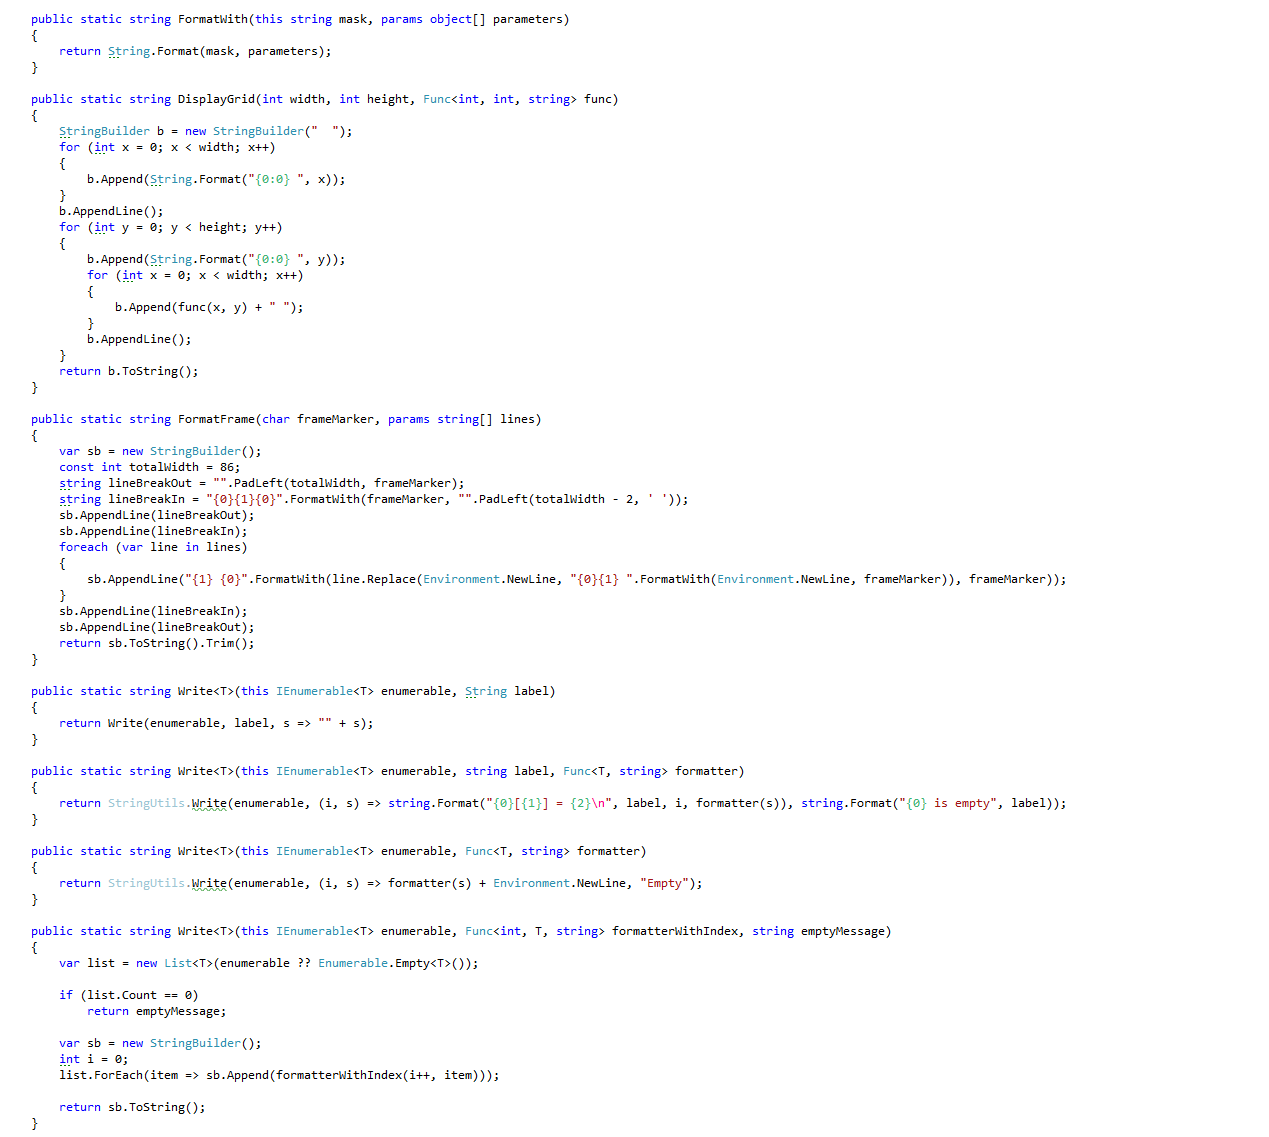 public static string FormatWith(this string mask, params object[] parameters)
{
    return String.Format(mask, parameters);
}

public static string DisplayGrid(int width, int height, Func<int, int, string> func)
{
    StringBuilder b = new StringBuilder("  ");
    for (int x = 0; x < width; x++)
    {
        b.Append(String.Format("{0:0} ", x));
    }
    b.AppendLine();
    for (int y = 0; y < height; y++)
    {
        b.Append(String.Format("{0:0} ", y));
        for (int x = 0; x < width; x++)
        {
            b.Append(func(x, y) + " ");
        }
        b.AppendLine();
    }
    return b.ToString();
}

public static string FormatFrame(char frameMarker, params string[] lines)
{
    var sb = new StringBuilder();
    const int totalWidth = 86;
    string lineBreakOut = "".PadLeft(totalWidth, frameMarker);
    string lineBreakIn = "{0}{1}{0}".FormatWith(frameMarker, "".PadLeft(totalWidth - 2, ' '));
    sb.AppendLine(lineBreakOut);
    sb.AppendLine(lineBreakIn);
    foreach (var line in lines)
    {
        sb.AppendLine("{1} {0}".FormatWith(line.Replace(Environment.NewLine, "{0}{1} ".FormatWith(Environment.NewLine, frameMarker)), frameMarker));
    }
    sb.AppendLine(lineBreakIn);
    sb.AppendLine(lineBreakOut);
    return sb.ToString().Trim();
}

public static string Write<T>(this IEnumerable<T> enumerable, String label)
{
    return Write(enumerable, label, s => "" + s);
}

public static string Write<T>(this IEnumerable<T> enumerable, string label, Func<T, string> formatter)
{
    return StringUtils.Write(enumerable, (i, s) => string.Format("{0}[{1}] = {2}\n", label, i, formatter(s)), string.Format("{0} is empty", label));
}

public static string Write<T>(this IEnumerable<T> enumerable, Func<T, string> formatter)
{
    return StringUtils.Write(enumerable, (i, s) => formatter(s) + Environment.NewLine, "Empty");
}

public static string Write<T>(this IEnumerable<T> enumerable, Func<int, T, string> formatterWithIndex, string emptyMessage)
{
    var list = new List<T>(enumerable ?? Enumerable.Empty<T>());

    if (list.Count == 0)
        return emptyMessage;

    var sb = new StringBuilder();
    int i = 0;
    list.ForEach(item => sb.Append(formatterWithIndex(i++, item)));

    return sb.ToString();
}